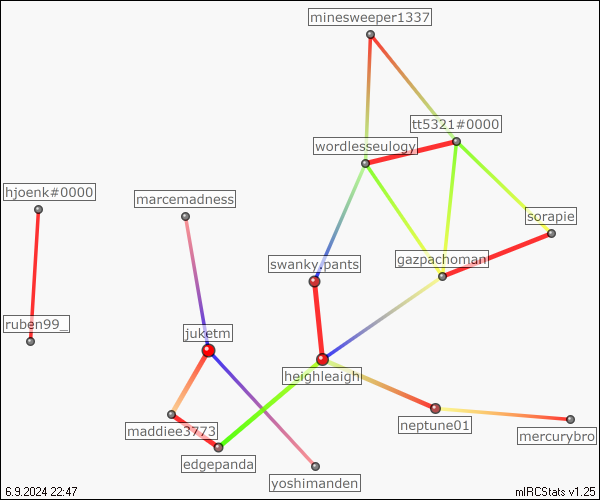 minesweeper1337
tt5321#0000
wordlesseulogy
hjoenk#0000
marcemadness
sorapie
swanky.pants
gazpachoman
ruben99_
juketm
heighleaigh
maddiee3773
neptune01
mercurybro
edgepanda
yoshimanden
6.9.2024 22:47
mIRCStats v1.25